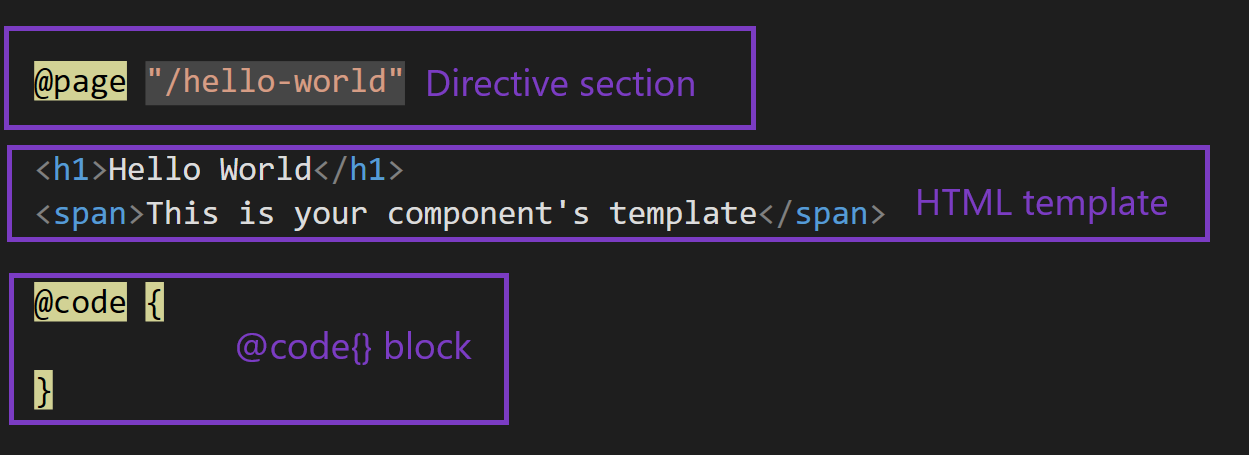 @page "/hello-world" Directive section
<h1>Hello World</h1>
<span>This is your component's template</span> HTML template
@code {
@code{} block
}